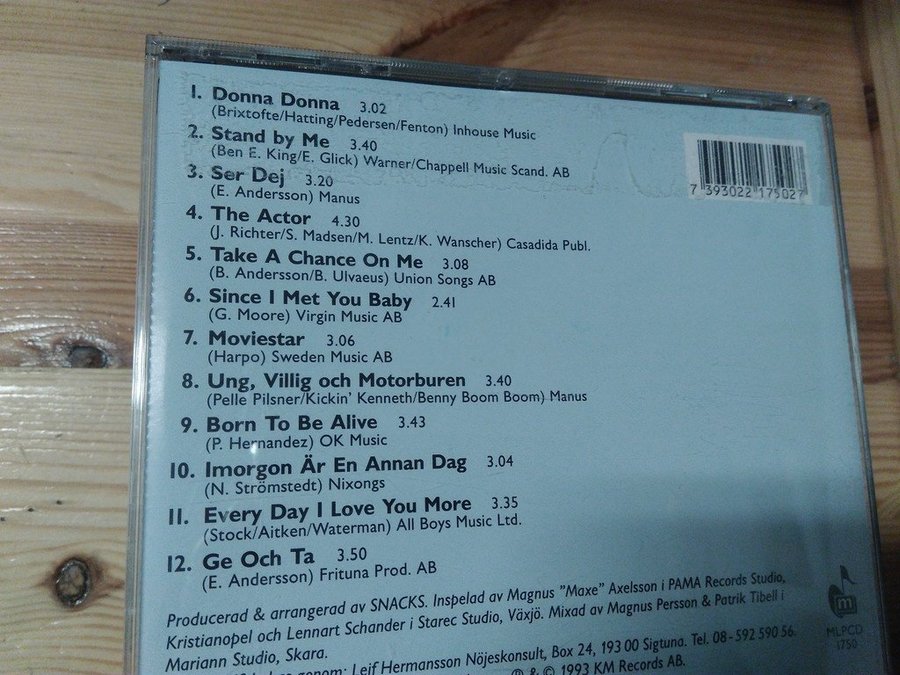 1. Donna Donna 3.02
(Brixtofte/Hatting/Pedersen/Fenton) Inhouse Music
2. Stand by Me 3.40
(Ben E. King/E. Glick) Warner/Chappell Music Scand. AB
3. Ser Dej 3.20
(E. Andersson) Manus
4. The Actor 4.30
(J. Richter/S. Madsen/M. Lentz/K. Wanscher) Casadida Publ.
5. Take A Chance On Me 3.08
(B. Andersson/B. Ulvaeus) Union Songs AB
6. Since I Met You Baby 2.41
(G. Moore) Virgin Music AB
7. Moviestar 3.06
(Harpo) Sweden Music AB
8. Ung, Villig och Motorburen 3.40
(Pelle Pilsner/Kickin' Kenneth/Benny Boom Boom) Manus
9. Born To Be Alive 3.43
(P. Hernandez) OK Music
10. Imorgon Är En Annan Dag 3.04
(N. Strömstedt) Nixongs
11. Every Day I Love You More 3.35
(Stock/Aitken/Waterman) All Boys Music Ltd.
12. Ge Och Ta 3.50
(E. Andersson) Frituna Prod. AB
Producerad & arrangerad av SNACKS. Inspelad av Magnus "Maxe" Axelsson i PAMA Records Studio,
Kristianopel och Lennart Schander i Starec Studio, Växjö. Mixad av Magnus Persson & Patrik Tibell i
Mariann Studio, Skara.
genom: Leif Hermansson Nöjeskonsult, Box 24, 193 00 Sigtuna. Tel. 08-592 590 56.
℗ & © 1993 KM Records AB.
7 393022 175027
m
MLPCD
1750